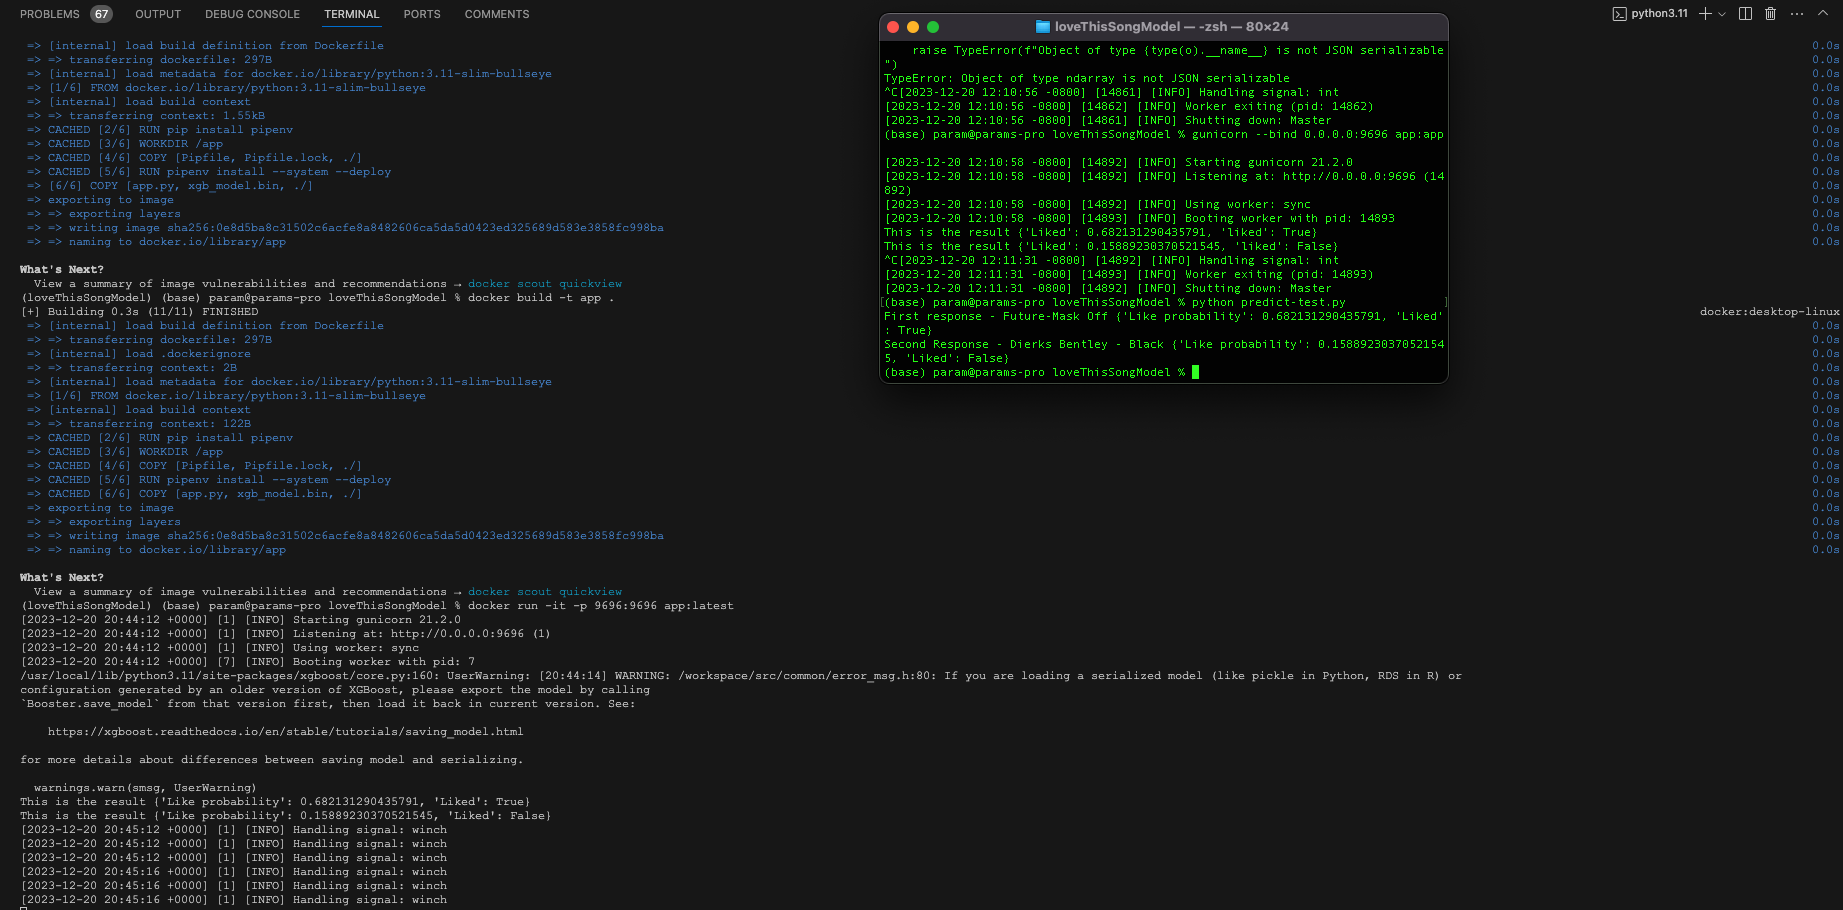 PROBLEMS 67 OUTPUT DEBUG CONSOLE TERMINAL PORTS COMMENTS python3.11
=> [internal] load build definition from Dockerfile 0.0s
=> => transferring dockerfile: 297B 0.0s
=> [internal] load metadata for docker.io/library/python:3.11-slim-bullseye 0.0s
=> [1/6] FROM docker.io/library/python:3.11-slim-bullseye 0.0s
=> [internal] load build context 0.0s
=> => transferring context: 1.55kB 0.0s
=> CACHED [2/6] RUN pip install pipenv 0.0s
=> CACHED [3/6] WORKDIR /app 0.0s
=> CACHED [4/6] COPY [Pipfile, Pipfile.lock, ./] 0.0s
=> CACHED [5/6] RUN pipenv install --system --deploy 0.0s
=> [6/6] COPY [app.py, xgb_model.bin, ./] 0.0s
=> exporting to image 0.0s
=> => exporting layers 0.0s
=> => writing image sha256:0e8d5ba8c31502c6acfe8a8482606ca5da5d0423ed325689d583e3858fc998ba 0.0s
=> => naming to docker.io/library/app 0.0s
What's Next?
View a summary of image vulnerabilities and recommendations → docker scout quickview
(loveThisSongModel) (base) param@params-pro loveThisSongModel % docker build -t app .
[+] Building 0.3s (11/11) FINISHED docker:desktop-linux
=> [internal] load build definition from Dockerfile 0.0s
=> => transferring dockerfile: 297B 0.0s
=> [internal] load .dockerignore 0.0s
=> => transferring context: 2B 0.0s
=> [internal] load metadata for docker.io/library/python:3.11-slim-bullseye 0.0s
=> [1/6] FROM docker.io/library/python:3.11-slim-bullseye 0.0s
=> [internal] load build context 0.0s
=> => transferring context: 122B 0.0s
=> CACHED [2/6] RUN pip install pipenv 0.0s
=> CACHED [3/6] WORKDIR /app 0.0s
=> CACHED [4/6] COPY [Pipfile, Pipfile.lock, ./] 0.0s
=> CACHED [5/6] RUN pipenv install --system --deploy 0.0s
=> CACHED [6/6] COPY [app.py, xgb_model.bin, ./] 0.0s
=> exporting to image 0.0s
=> => exporting layers 0.0s
=> => writing image sha256:0e8d5ba8c31502c6acfe8a8482606ca5da5d0423ed325689d583e3858fc998ba 0.0s
=> => naming to docker.io/library/app 0.0s
What's Next?
View a summary of image vulnerabilities and recommendations → docker scout quickview
(loveThisSongModel) (base) param@params-pro loveThisSongModel % docker run -it -p 9696:9696 app:latest
[2023-12-20 20:44:12 +0000] [1] [INFO] Starting gunicorn 21.2.0
[2023-12-20 20:44:12 +0000] [1] [INFO] Listening at: http://0.0.0.0:9696 (1)
[2023-12-20 20:44:12 +0000] [1] [INFO] Using worker: sync
[2023-12-20 20:44:12 +0000] [7] [INFO] Booting worker with pid: 7
/usr/local/lib/python3.11/site-packages/xgboost/core.py:160: UserWarning: [20:44:14] WARNING: /workspace/src/common/error_msg.h:80: If you are loading a serialized model (like pickle in Python, RDS in R) or
configuration generated by an older version of XGBoost, please export the model by calling
`Booster.save_model` from that version first, then load it back in current version. See:
https://xgboost.readthedocs.io/en/stable/tutorials/saving_model.html
for more details about differences between saving model and serializing.
warnings.warn(smsg, UserWarning)
This is the result {'Like probability': 0.682131290435791, 'Liked': True}
This is the result {'Like probability': 0.15889230370521545, 'Liked': False}
[2023-12-20 20:45:12 +0000] [1] [INFO] Handling signal: winch
[2023-12-20 20:45:12 +0000] [1] [INFO] Handling signal: winch
[2023-12-20 20:45:12 +0000] [1] [INFO] Handling signal: winch
[2023-12-20 20:45:16 +0000] [1] [INFO] Handling signal: winch
[2023-12-20 20:45:16 +0000] [1] [INFO] Handling signal: winch
[2023-12-20 20:45:16 +0000] [1] [INFO] Handling signal: winch
loveThisSongModel — -zsh — 80×24
raise TypeError(f"Object of type {type(o).__name__} is not JSON serializable
")
TypeError: Object of type ndarray is not JSON serializable
^C[2023-12-20 12:10:56 -0800] [14861] [INFO] Handling signal: int
[2023-12-20 12:10:56 -0800] [14862] [INFO] Worker exiting (pid: 14862)
[2023-12-20 12:10:56 -0800] [14861] [INFO] Shutting down: Master
(base) param@params-pro loveThisSongModel % gunicorn --bind 0.0.0.0:9696 app:app
[2023-12-20 12:10:58 -0800] [14892] [INFO] Starting gunicorn 21.2.0
[2023-12-20 12:10:58 -0800] [14892] [INFO] Listening at: http://0.0.0.0:9696 (14
892)
[2023-12-20 12:10:58 -0800] [14892] [INFO] Using worker: sync
[2023-12-20 12:10:58 -0800] [14893] [INFO] Booting worker with pid: 14893
This is the result {'Liked': 0.682131290435791, 'liked': True}
This is the result {'Liked': 0.15889230370521545, 'liked': False}
^C[2023-12-20 12:11:31 -0800] [14892] [INFO] Handling signal: int
[2023-12-20 12:11:31 -0800] [14893] [INFO] Worker exiting (pid: 14893)
[2023-12-20 12:11:31 -0800] [14892] [INFO] Shutting down: Master
[(base) param@params-pro loveThisSongModel % python predict-test.py ]
First response - Future-Mask Off {'Like probability': 0.682131290435791, 'Liked'
: True}
Second Response - Dierks Bentley - Black {'Like probability': 0.1588923037052154
5, 'Liked': False}
(base) param@params-pro loveThisSongModel %